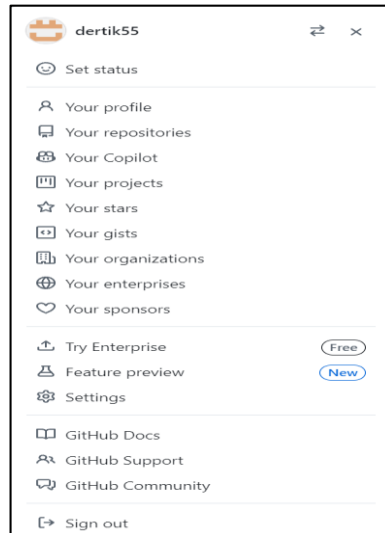 dertik55
Set status
Your profile
Your repositories
Your Copilot
Your projects
Your stars
Your gists
Your organizations
Your enterprises
Your sponsors
Try Enterprise Free
Feature preview New
Settings
GitHub Docs
GitHub Support
GitHub Community
Sign out